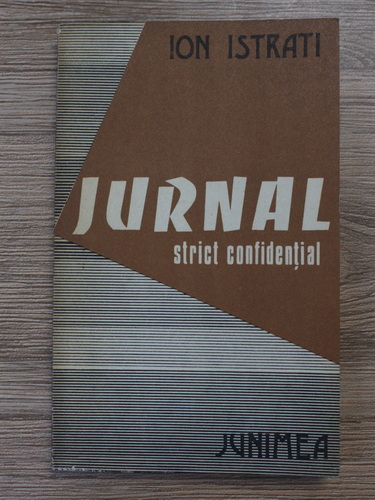 ION ISTRATI
JURNAL
strict confidențial
JUNIMEA